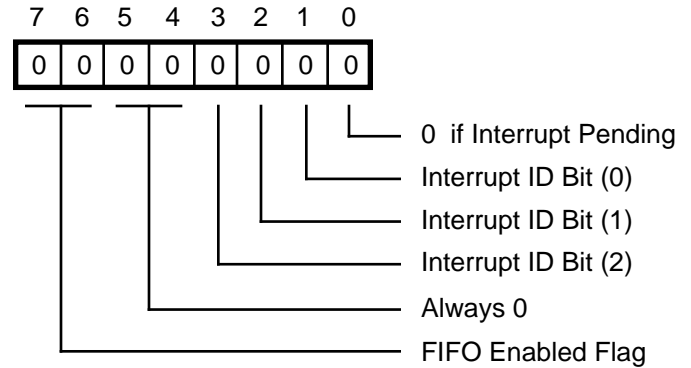 7 6 5 4 3 2 1 0
0 0 0 0 0 0 0 0
0 if Interrupt Pending
Interrupt ID Bit (0)
Interrupt ID Bit (1)
Interrupt ID Bit (2)
Always 0
FIFO Enabled Flag